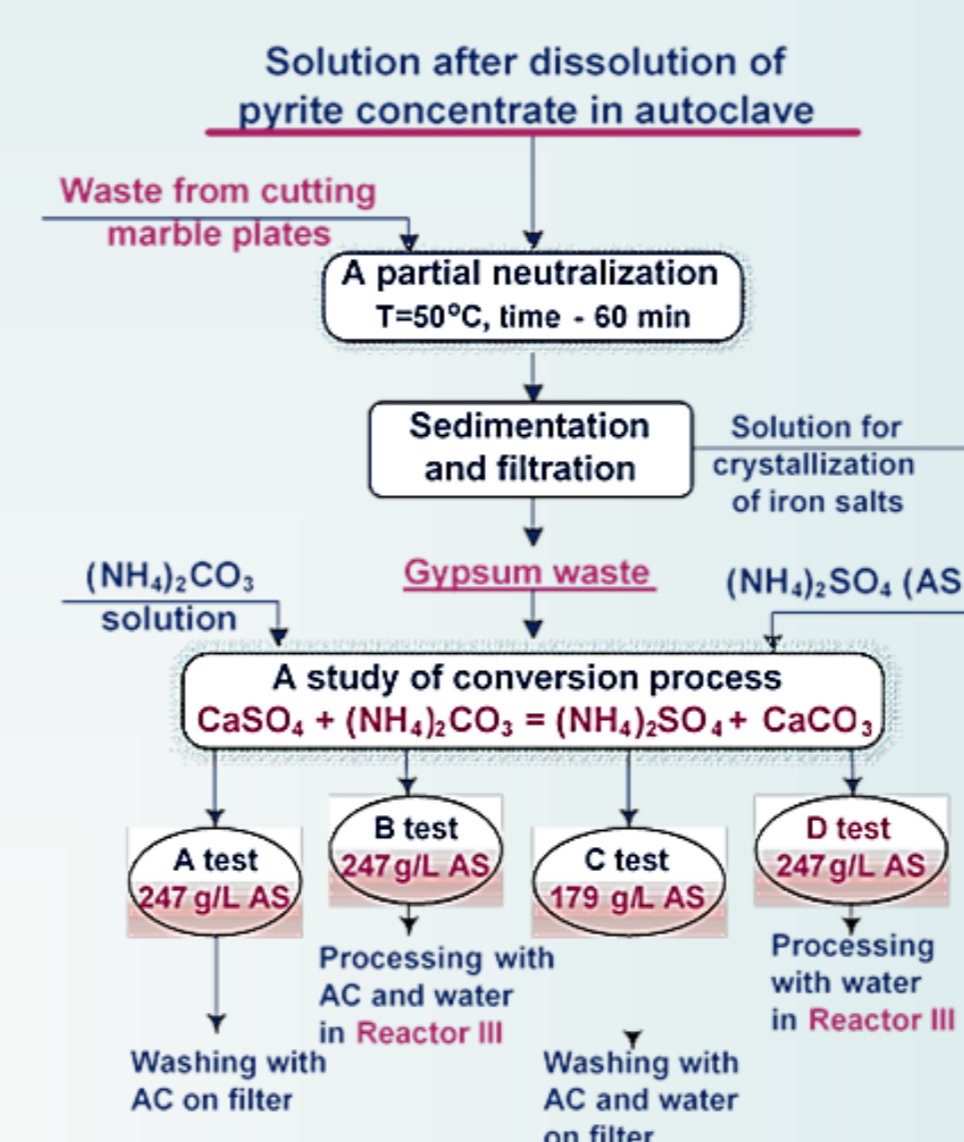 Solution after dissolution of
pyrite concentrate in autoclave
Waste from cutting
marble plates
A partial neutralization
T=50°C, time - 60 min
Sedimentation
and filtration
Solution for
crystallization
of iron salts
Gypsum waste
(NH₄)₂CO₃
solution
(NH₄)₂SO₄ (AS
A study of conversion process
CaSO₄ + (NH₄)₂CO₃ = (NH₄)₂SO₄ + CaCO₃
A test
247 g/L AS
B test
247 g/L AS
C test
179 g/L AS
D test
247 g/L AS
Washing with
AC on filter
Processing with
AC and water
in Reactor III
Washing with
AC and water
on filter
Processing
with water
in Reactor III